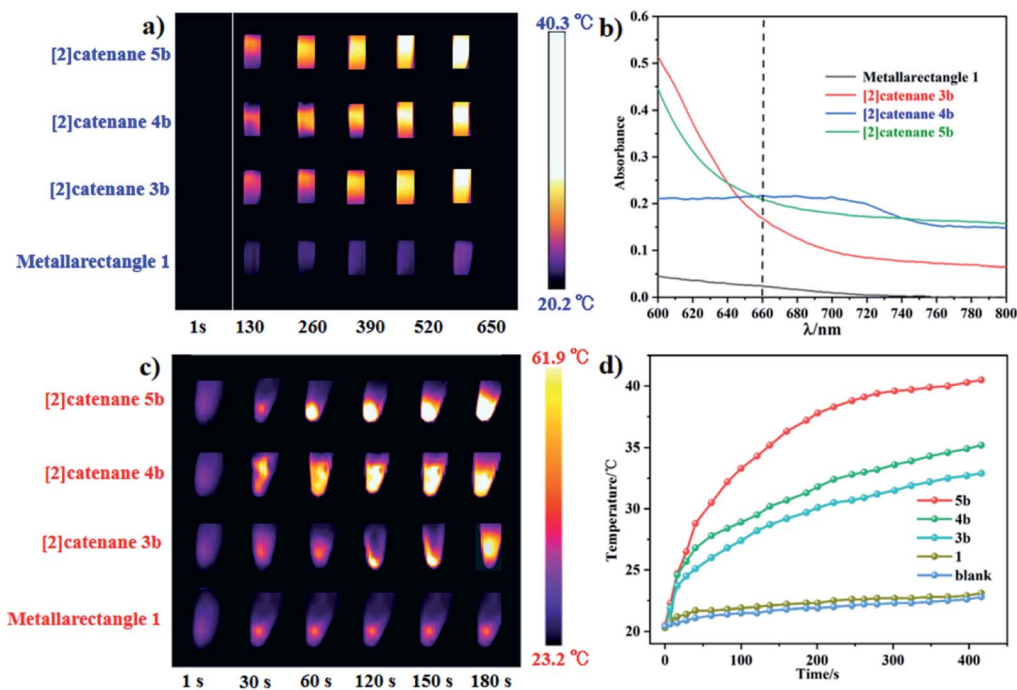 a)
40.3 ℃
[2]catenane 5b
[2]catenane 4b
[2]catenane 3b
Metallarectangle 1
20.2 ℃
1s 130 260 390 520 650
b)
0.6
0.5
0.4
0.3
0.2
0.1
0.0
Absorbance
Metallarectangle 1
[2]catenane 3b
[2]catenane 4b
[2]catenane 5b
600 620 640 660 680 700 720 740 760 780 800
λ/nm
c)
61.9 ℃
[2]catenane 5b
[2]catenane 4b
[2]catenane 3b
Metallarectangle 1
23.2 ℃
1 s 30 s 60 s 120 s 150 s 180 s
d)
40
35
30
25
20
Temperature/℃
5b
4b
3b
1
blank
0 100 200 300 400
Time/s